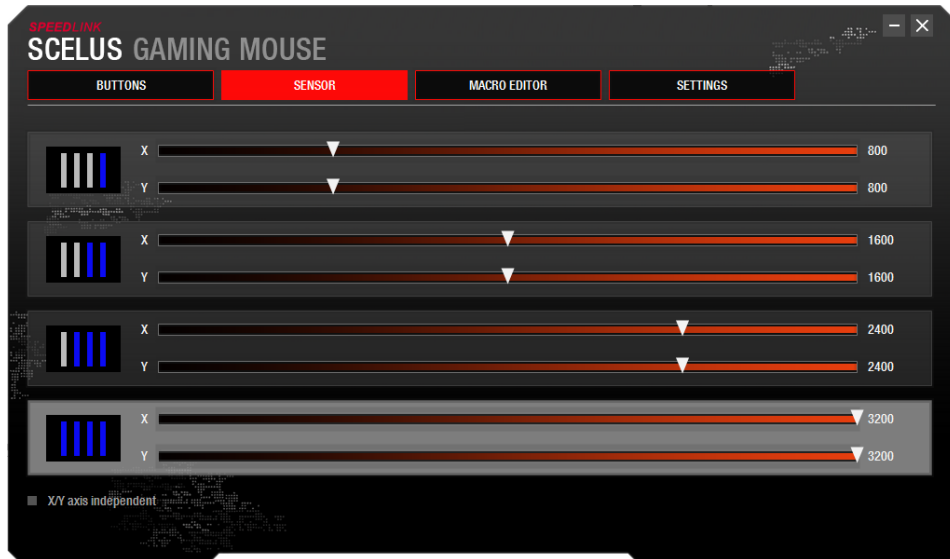 SPEEDLINK
SCELUS GAMING MOUSE
BUTTONS SENSOR MACRO EDITOR SETTINGS
X 800
Y 800
X 1600
Y 1600
X 2400
Y 2400
X 3200
Y 3200
X/Y axis independent